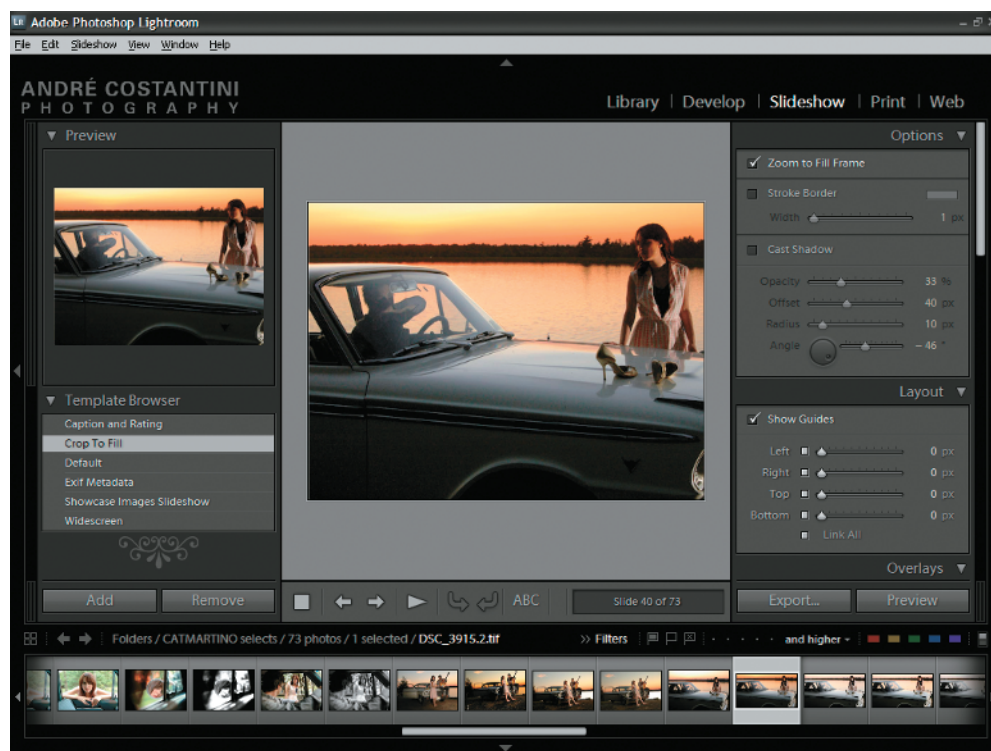 LR Adobe Photoshop Lightroom
File Edit Slideshow View Window Help
ANDRÉ COSTANTINI
PHOTOGRAPHY
Library | Develop | Slideshow | Print | Web
Preview
Options
Zoom to Fill Frame
Stroke Border
Width 1 px
Cast Shadow
Opacity 33 %
Offset 40 px
Radius 10 px
Angle - 46 °
Template Browser
Caption and Rating
Crop To Fill
Default
Exif Metadata
Showcase Images Slideshow
Widescreen
Layout
Show Guides
Left 0 px
Right 0 px
Top 0 px
Bottom 0 px
Link All
Overlays
Add Remove
ABC
Slide 40 of 73
Export... Preview
Folders / CATMARTINO selects / 73 photos / 1 selected / DSC_3915.2.tif
>> Filters
and higher